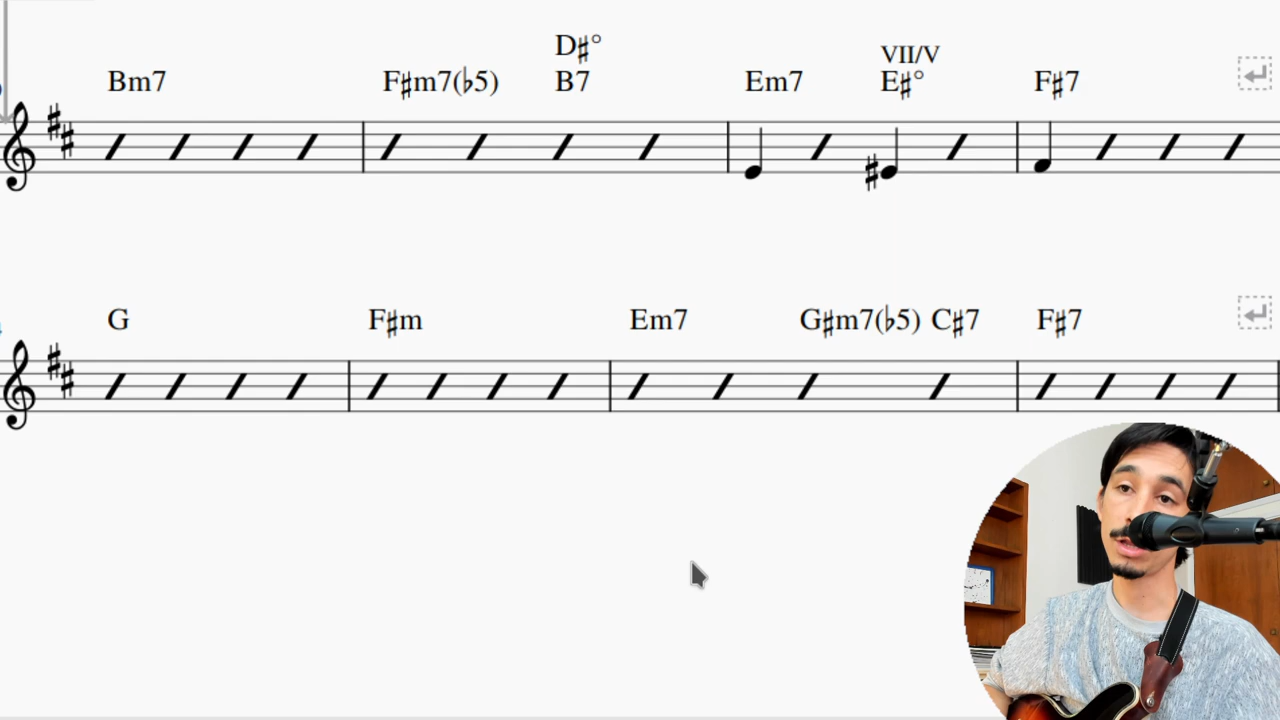 D♯°
VII/V
Bm7 F♯m7(♭5) B7 Em7 E♯° F♯7
G F♯m Em7 G♯m7(♭5) C♯7 F♯7